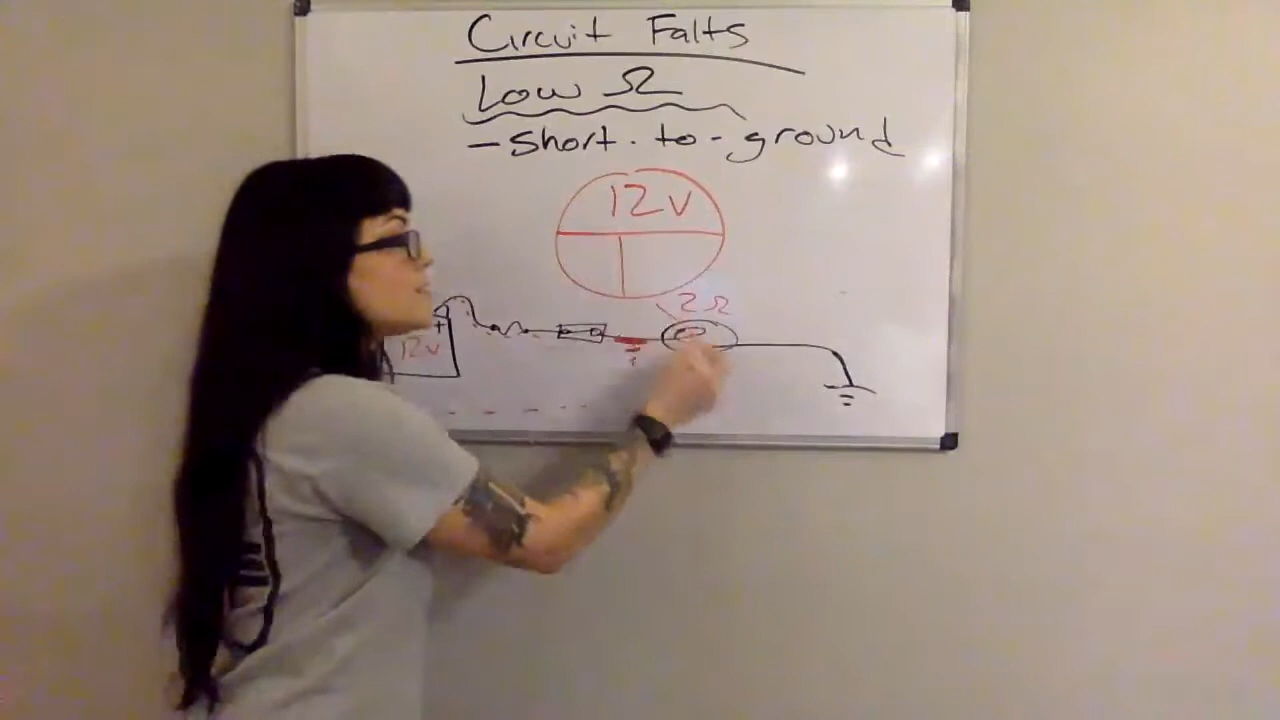 Circuit Falts
Low Ω
- short-to-ground
12v
2Ω
+
12v